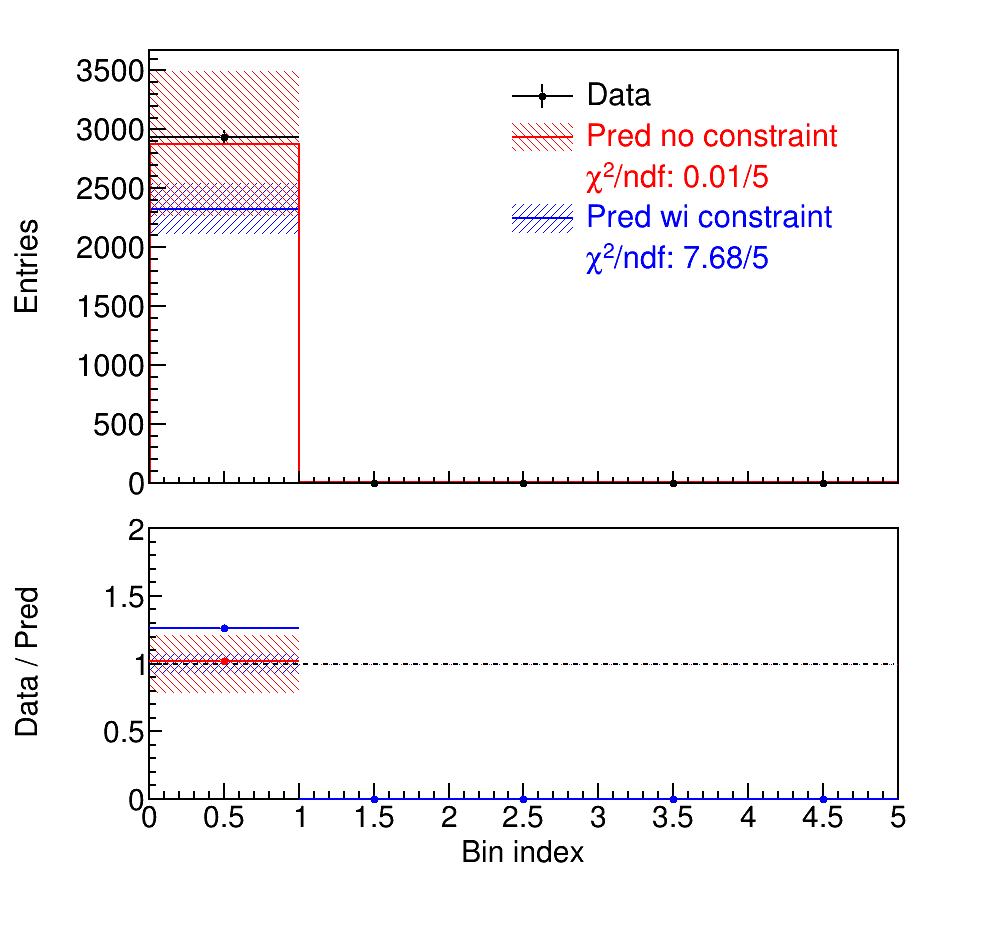 3500
3000
2500
2000
1500
1000
500
0
Entries
Data
Pred no constraint
χ²/ndf: 0.01/5
Pred wi constraint
χ²/ndf: 7.68/5
2
1.5
1
0.5
0
Data / Pred
0 0.5 1 1.5 2 2.5 3 3.5 4 4.5 5
Bin index